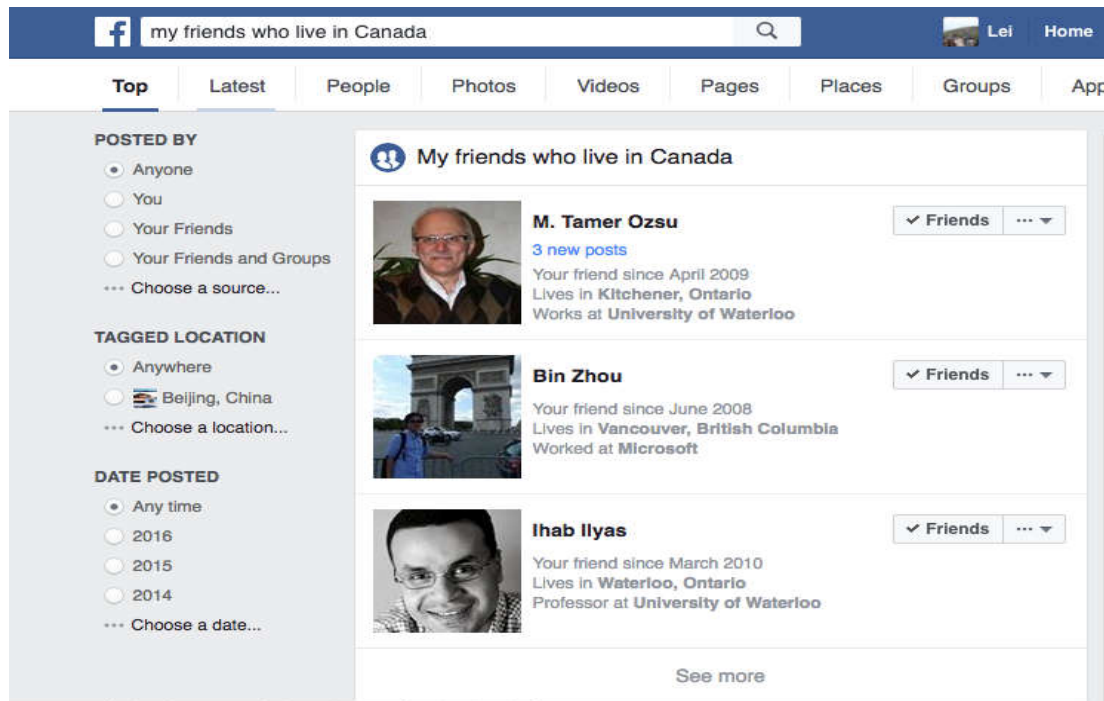 f my friends who live in Canada Lei Home
Top Latest People Photos Videos Pages Places Groups App
POSTED BY
Anyone
You
Your Friends
Your Friends and Groups
Choose a source...
TAGGED LOCATION
Anywhere
Beijing, China
Choose a location...
DATE POSTED
Any time
2016
2015
2014
Choose a date...
My friends who live in Canada
M. Tamer Ozsu
Friends
3 new posts
Your friend since April 2009
Lives in Kitchener, Ontario
Works at University of Waterloo
Bin Zhou
Friends
Your friend since June 2008
Lives in Vancouver, British Columbia
Worked at Microsoft
Ihab Ilyas
Friends
Your friend since March 2010
Lives in Waterloo, Ontario
Professor at University of Waterloo
See more